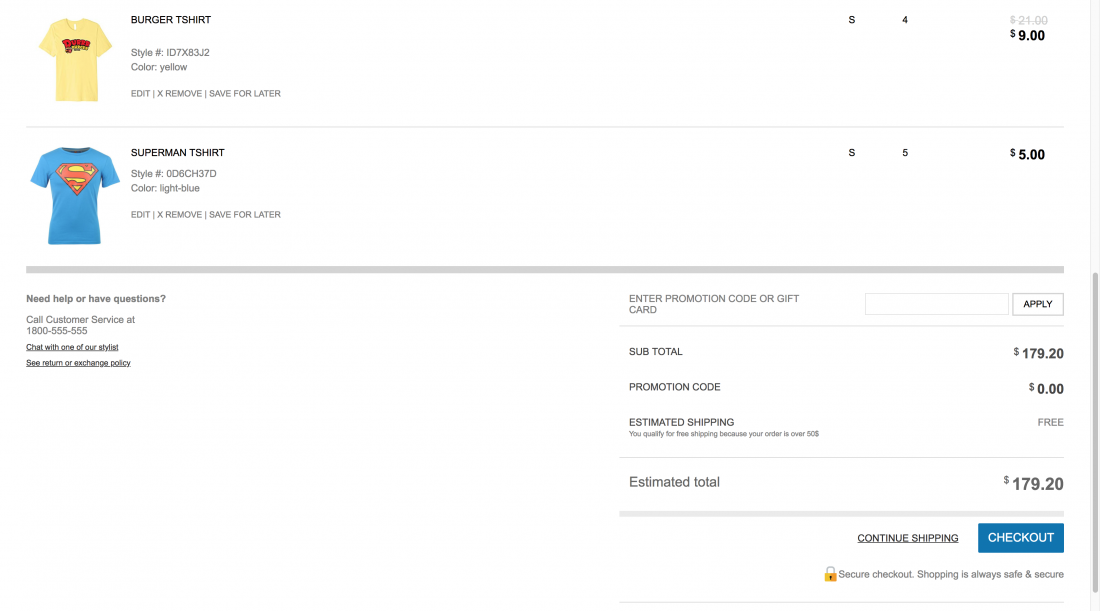 BURGER TSHIRT
S 4 $ 21.00
$ 9.00
Style #: ID7X83J2
Color: yellow
EDIT | X REMOVE | SAVE FOR LATER
SUPERMAN TSHIRT
S 5 $ 5.00
Style #: 0D6CH37D
Color: light-blue
EDIT | X REMOVE | SAVE FOR LATER
Need help or have questions?
Call Customer Service at
1800-555-555
Chat with one of our stylist
See return or exchange policy
ENTER PROMOTION CODE OR GIFT
CARD
APPLY
SUB TOTAL $ 179.20
PROMOTION CODE $ 0.00
ESTIMATED SHIPPING FREE
You qualify for free shipping because your order is over 50$
Estimated total $ 179.20
CONTINUE SHIPPING CHECKOUT
Secure checkout. Shopping is always safe & secure